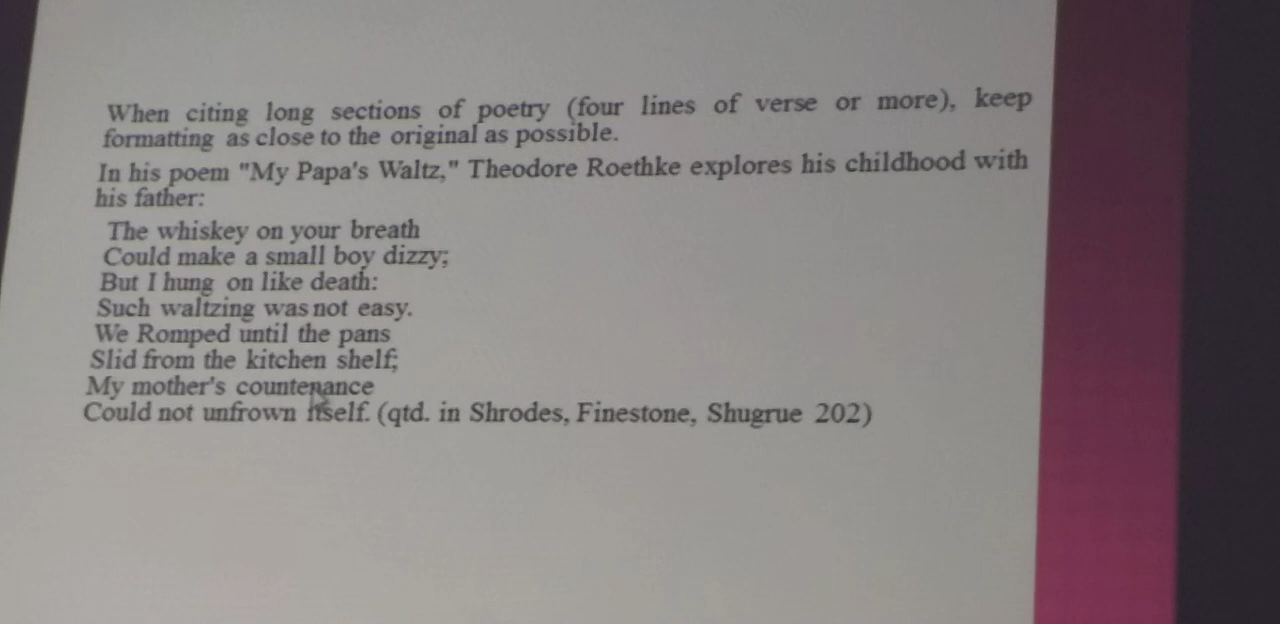 When citing long sections of poetry (four lines of verse or more), keep
formatting as close to the original as possible.
In his poem "My Papa's Waltz," Theodore Roethke explores his childhood with
his father:
The whiskey on your breath
Could make a small boy dizzy;
But I hung on like death:
Such waltzing was not easy.
We Romped until the pans
Slid from the kitchen shelf;
My mother's countenance
Could not unfrown itself. (qtd. in Shrodes, Finestone, Shugrue 202)